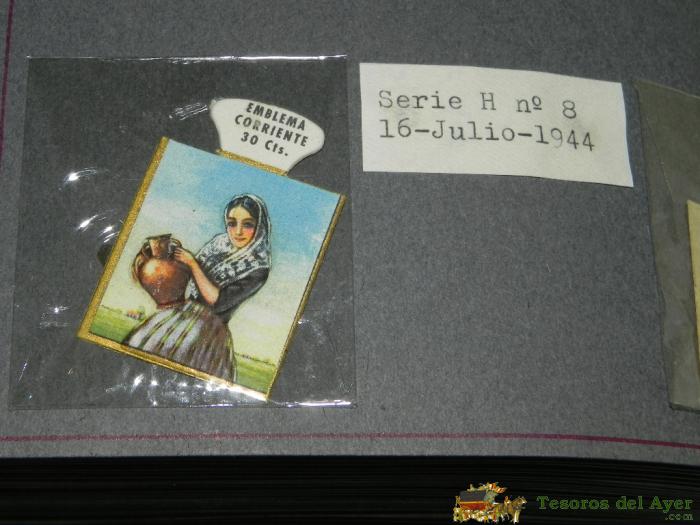 EMBLEMA
CORRIENTE
30 Cts.
Serie H nº 8
16-Julio-1944
Tesoros del Ayer
.com